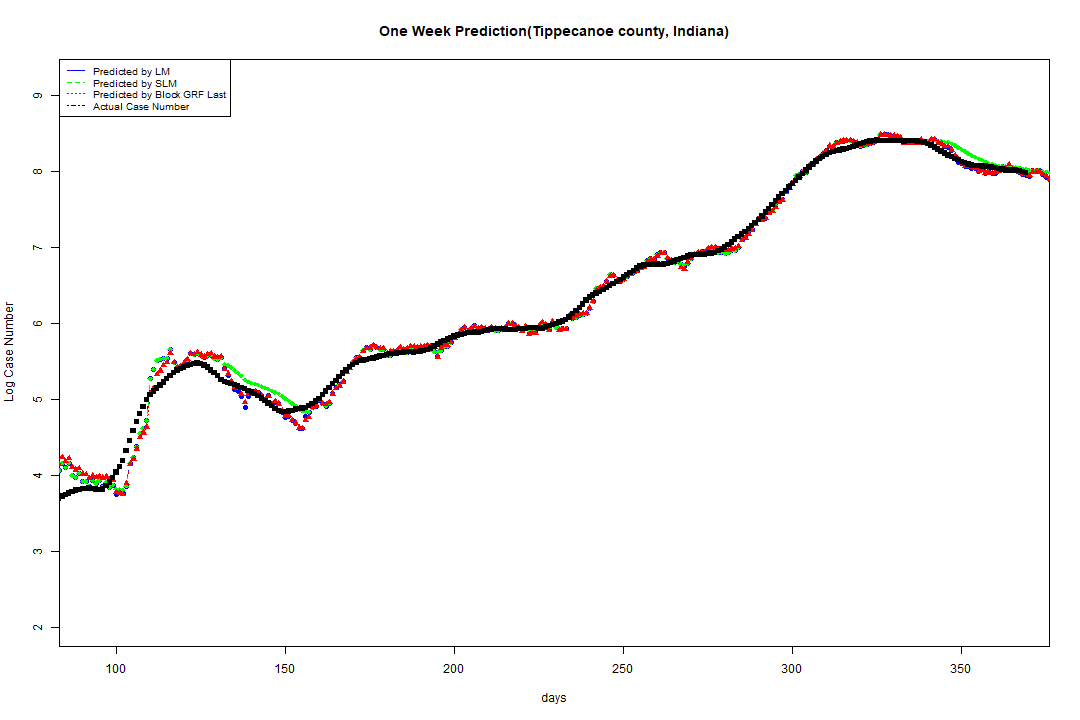 One Week Prediction(Tippecanoe county, Indiana)
Predicted by LM
Predicted by SLM
Predicted by Block GRF Last
Actual Case Number
9
8
7
6
5
4
3
2
Log Case Number
100 150 200 250 300 350
days